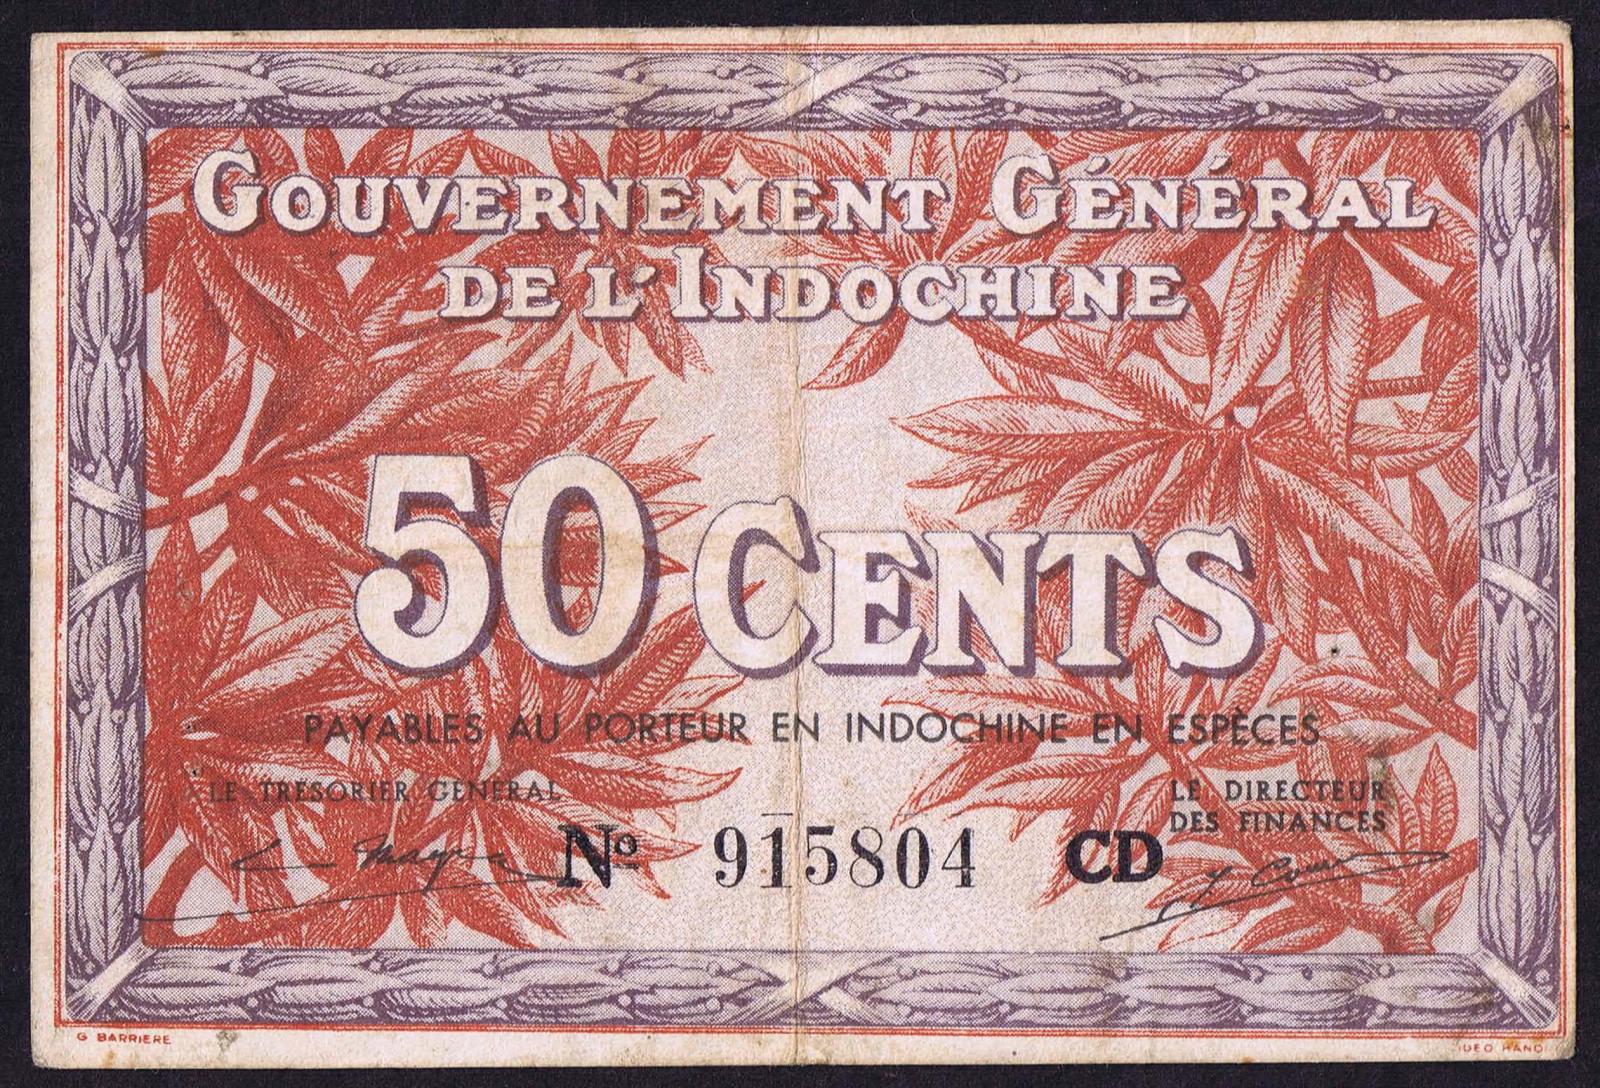 GOUVERNEMENT GÉNÉRAL
DE L'INDOCHINE
50 CENTS
PAYABLES AU PORTEUR EN INDOCHINE EN ESPÈCES
LE TRESORIER GENERAL
LE DIRECTEUR
DES FINANCES
Nº 915804 CD
G BARRIERE
IDEO HANOI